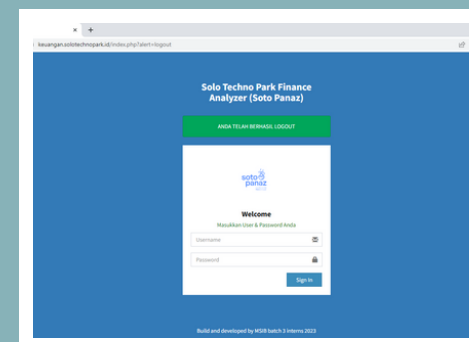 keuangan.solotechnopark.id/index.php?alert=logout
Solo Techno Park Finance
Analyzer (Soto Panaz)
ANDA TELAH BERHASIL LOGOUT
soto
panaz
Welcome
Masukkan User & Password Anda
Username
Password
Sign In
Build and developed by MSIB batch 3 interns 2023